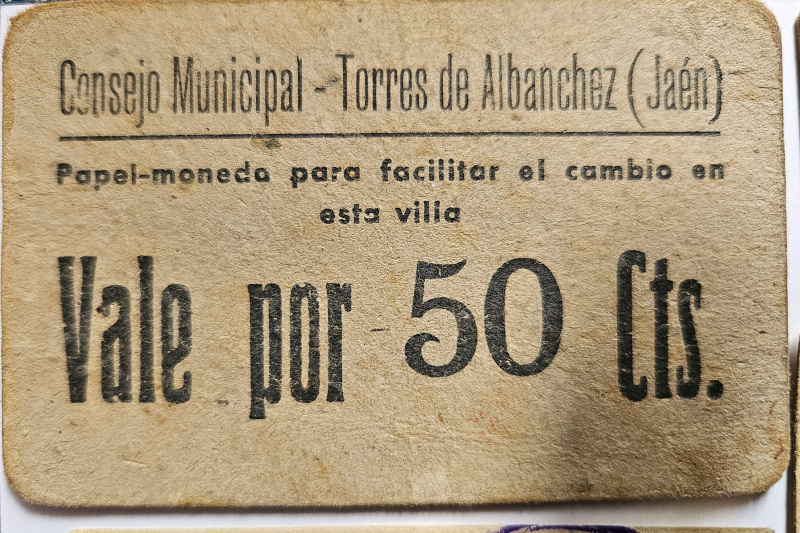 Consejo Municipal - Torres de Albanchez (Jaén)
Papel-moneda para facilitar el cambio en
esta villa
Vale por 50 Cts.